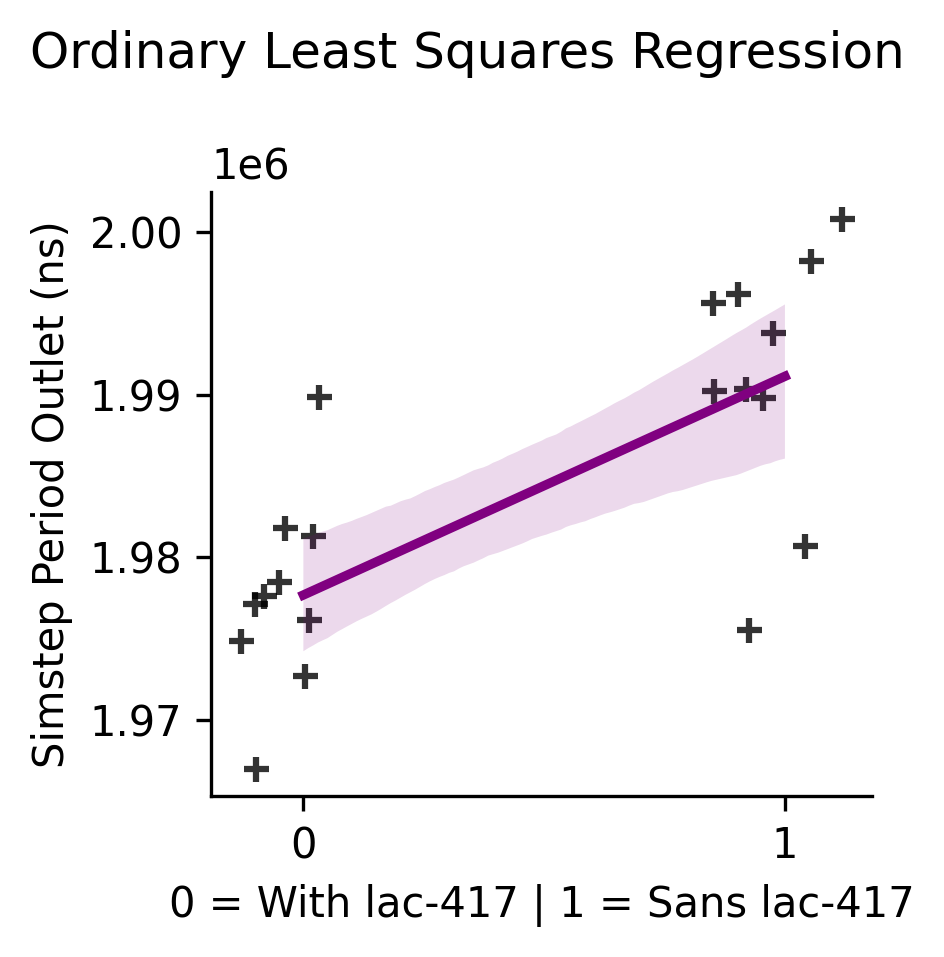 Ordinary Least Squares Regression
1e6
Simstep Period Outlet (ns)
2.00
1.99
1.98
1.97
0
1
0 = With lac-417 | 1 = Sans lac-417